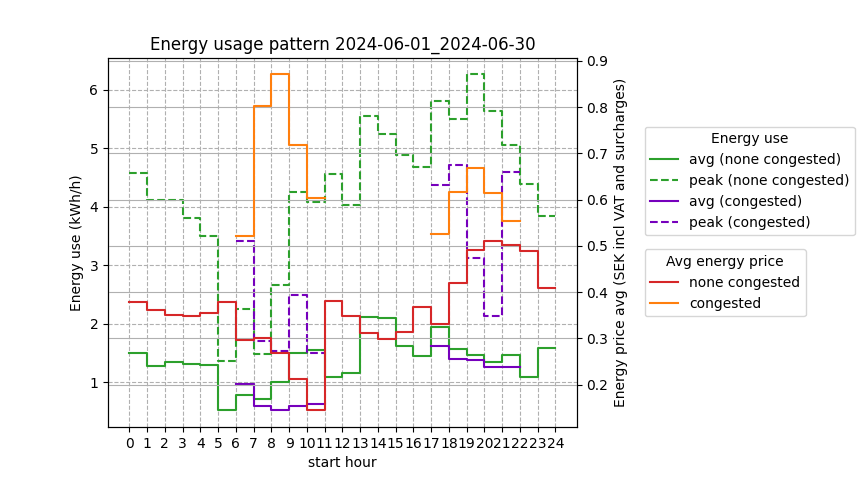 Energy usage pattern 2024-06-01_2024-06-30
Energy use (kWh/h)
6
5
4
3
2
1
0 1 2 3 4 5 6 7 8 9 10 11 12 13 14 15 16 17 18 19 20 21 22 23 24
start hour
0.9
0.8
0.7
0.6
0.5
0.4
0.3
0.2
Energy price avg (SEK incl VAT and surcharges)
Energy use
avg (none congested)
peak (none congested)
avg (congested)
peak (congested)
Avg energy price
none congested
congested